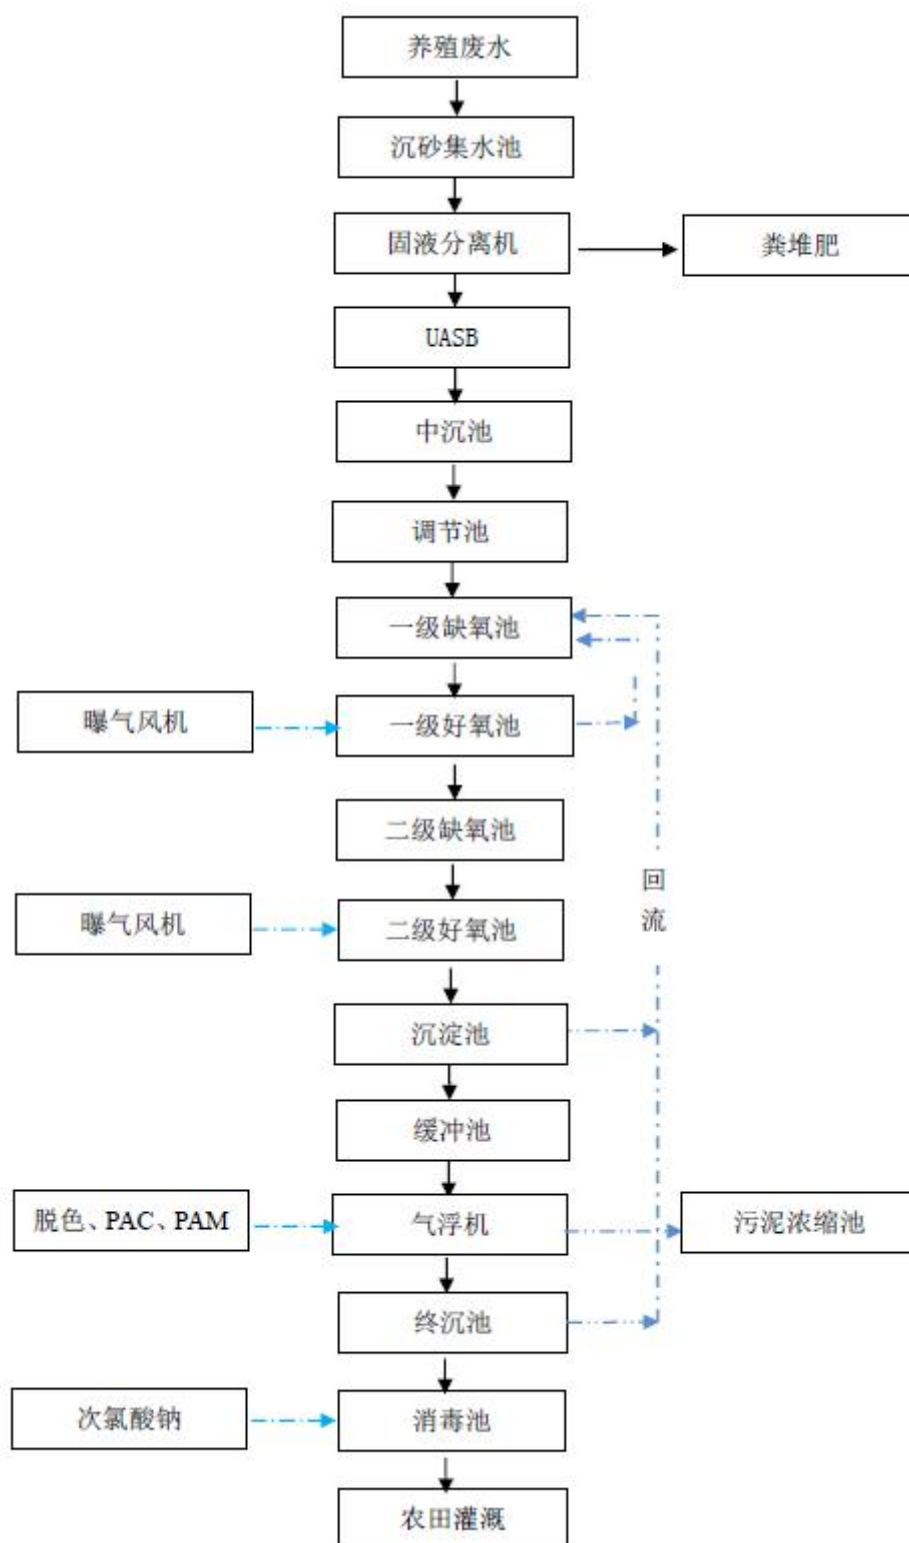 养殖废水
沉砂集水池
固液分离机
粪堆肥
UASB
中沉池
调节池
一级缺氧池
曝气风机
一级好氧池
二级缺氧池
回
流
曝气风机
二级好氧池
沉淀池
缓冲池
脱色、PAC、PAM
气浮机
污泥浓缩池
终沉池
次氯酸钠
消毒池
农田灌溉